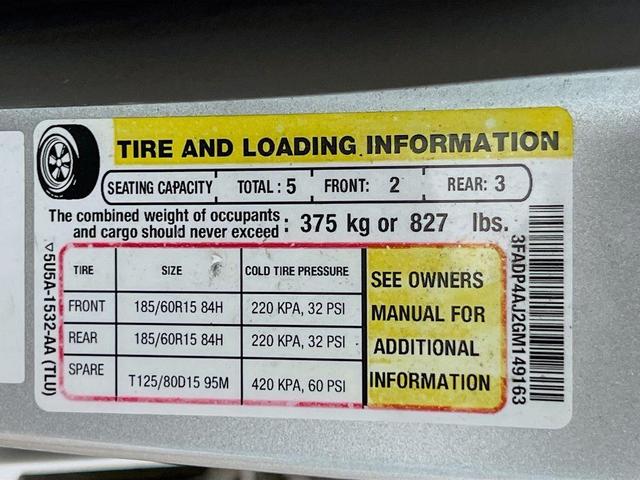 TIRE AND LOADING INFORMATION
SEATING CAPACITY TOTAL : 5 FRONT: 2 REAR: 3
The combined weight of occupants
and cargo should never exceed : 375 kg or 827 lbs.
TIRE SIZE COLD TIRE PRESSURE
FRONT 185/60R15 84H 220 KPA, 32 PSI
REAR 185/60R15 84H 220 KPA, 32 PSI
SPARE T125/80D15 95M 420 KPA, 60 PSI
SEE OWNERS
MANUAL FOR
ADDITIONAL
INFORMATION
▽5U5A-1532-AA (TLU)
3FADP4AJ2GM149163